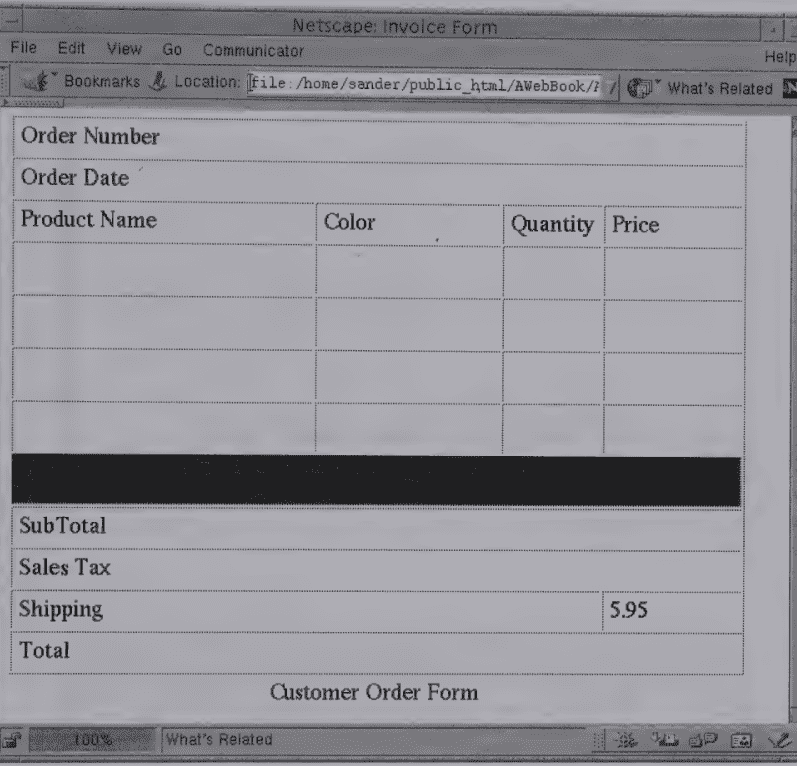 Netscape: Invoice Form
File Edit View Go Communicator
Help
Bookmarks Location: file:/home/sander/public_html/AWebBook/ What's Related
Order Number
Order Date
Product Name Color Quantity Price
SubTotal
Sales Tax
Shipping 5.95
Total
Customer Order Form
100% What's Related